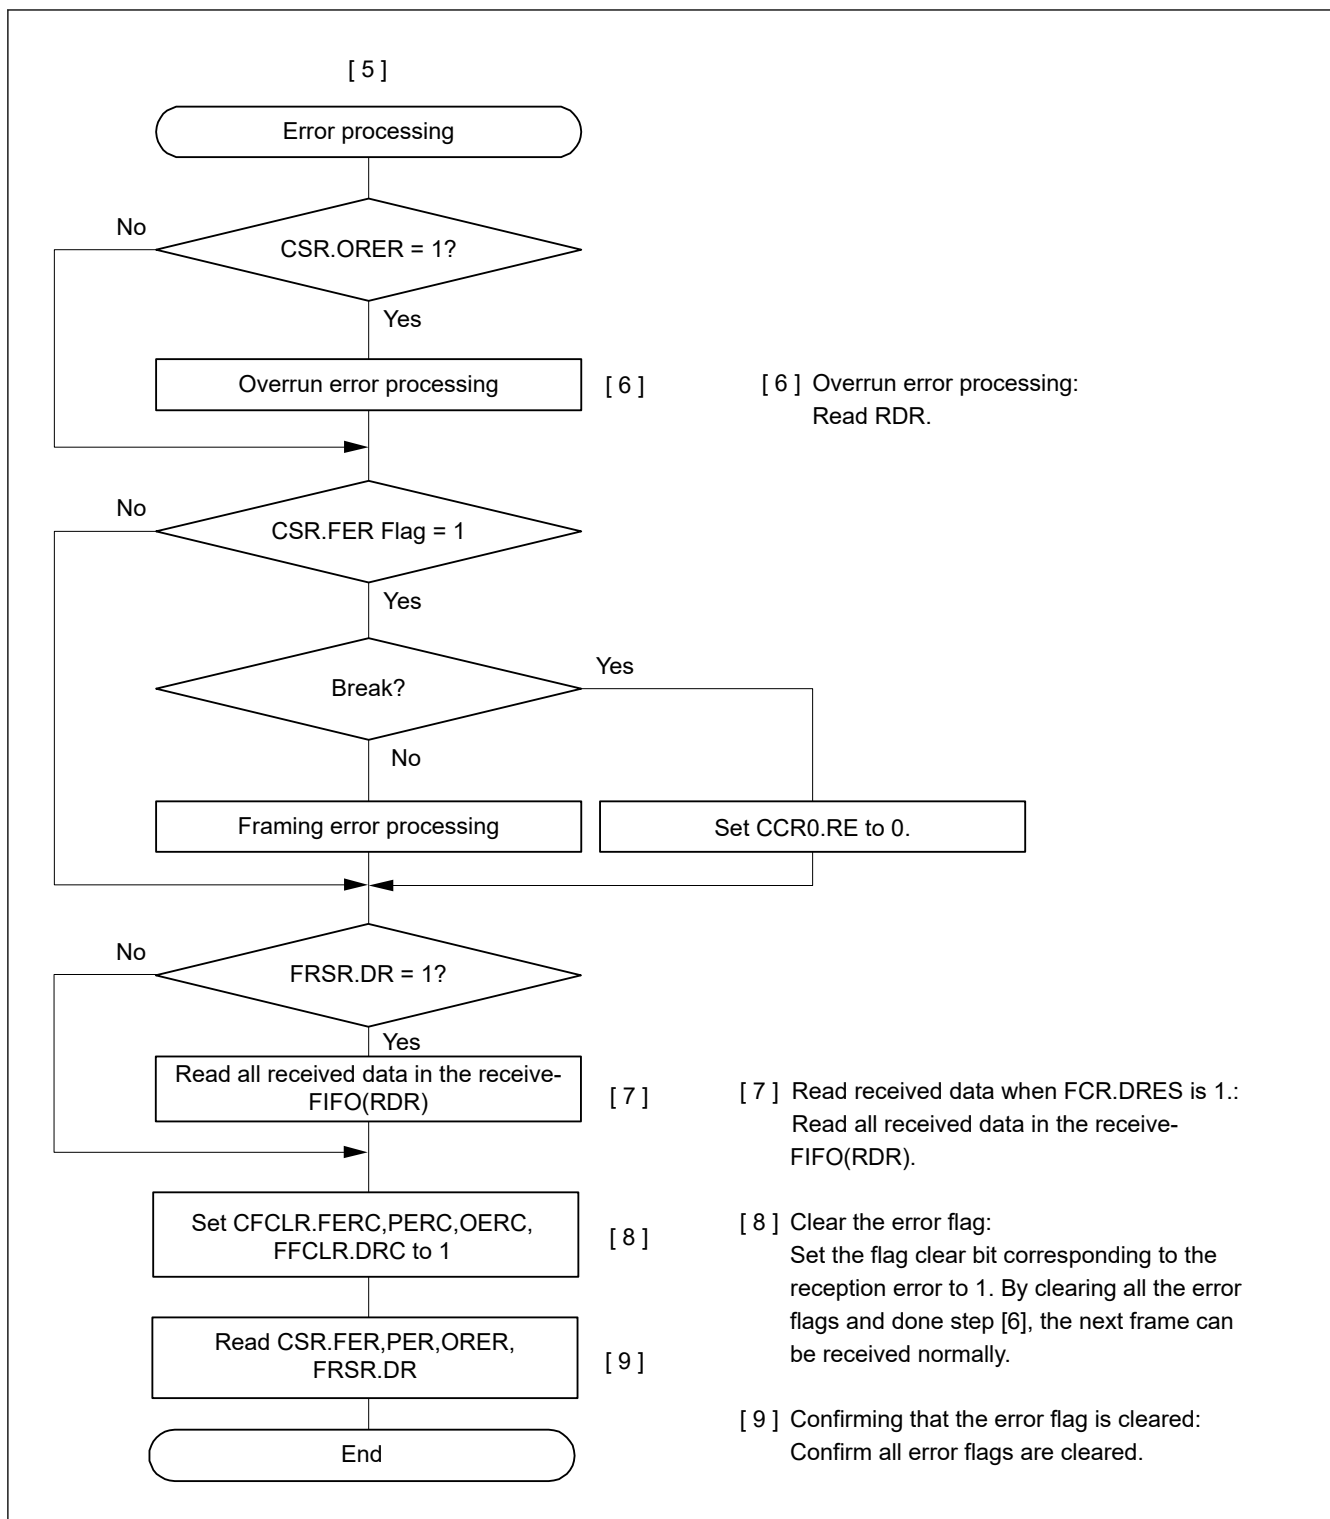 [ 5 ]
Error processing
No
CSR.ORER = 1?
Yes
Overrun error processing
[ 6 ]
[ 6 ] Overrun error processing:
Read RDR.
No
CSR.FER Flag = 1
Yes
Break?
Yes
No
Framing error processing
Set CCR0.RE to 0.
No
FRSR.DR = 1?
Yes
Read all received data in the receive-
FIFO(RDR)
[ 7 ]
[ 7 ] Read received data when FCR.DRES is 1.:
Read all received data in the receive-
FIFO(RDR).
Set CFCLR.FERC,PERC,OERC,
FFCLR.DRC to 1
[ 8 ]
[ 8 ] Clear the error flag:
Set the flag clear bit corresponding to the
reception error to 1. By clearing all the error
flags and done step [6], the next frame can
be received normally.
Read CSR.FER,PER,ORER,
FRSR.DR
[ 9 ]
[ 9 ] Confirming that the error flag is cleared:
Confirm all error flags are cleared.
End